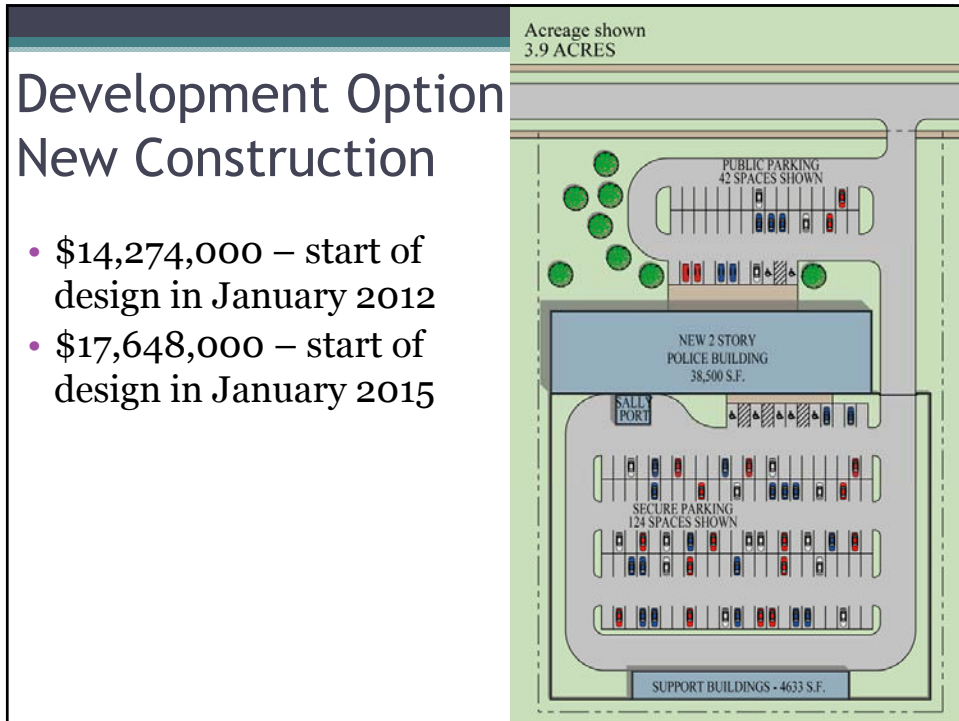 Development Option
New Construction
• $14,274,000 – start of
design in January 2012
• $17,648,000 – start of
design in January 2015
Acreage shown
3.9 ACRES
PUBLIC PARKING
42 SPACES SHOWN
NEW 2 STORY
POLICE BUILDING
38,500 S.F.
SALLY
PORT
SECURE PARKING
124 SPACES SHOWN
SUPPORT BUILDINGS - 4633 S.F.